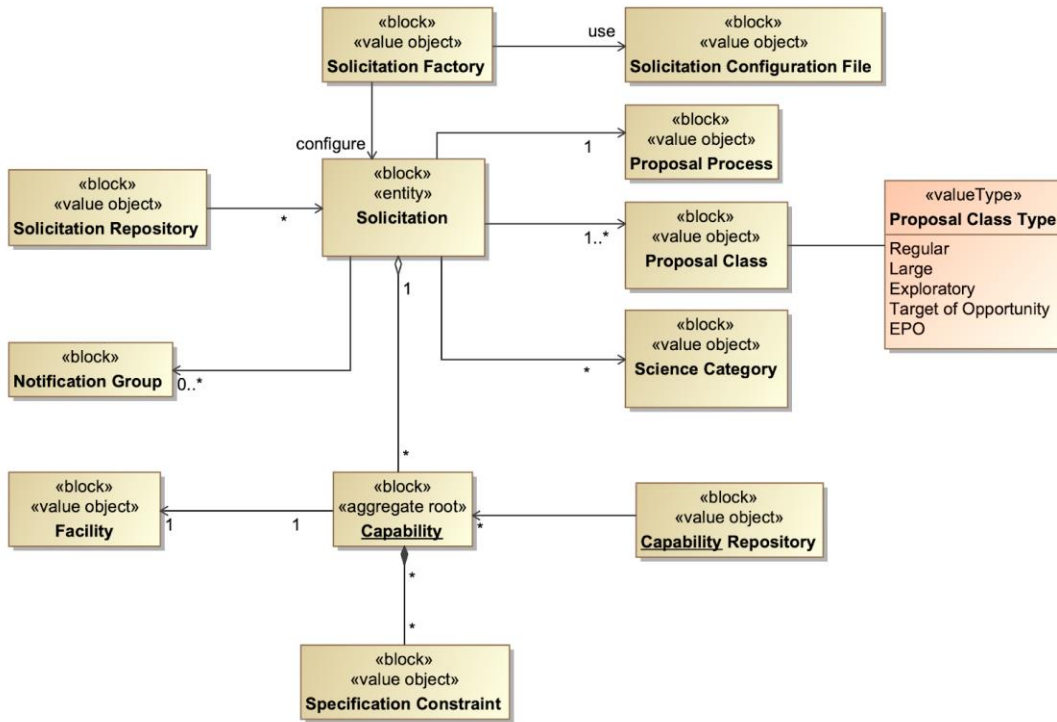 «block»
«value object»
Solicitation Factory
use
«block»
«value object»
Solicitation Configuration File
configure
«block»
«value object»
Proposal Process
1
«block»
«value object»
Solicitation Repository
*
«block»
«entity»
Solicitation
1..*
«block»
«value object»
Proposal Class
«valueType»
Proposal Class Type
Regular
Large
Exploratory
Target of Opportunity
EPO
1
«block»
«value object»
Science Category
*
«block»
Notification Group
0..*
*
«block»
«value object»
Facility
1
1
«block»
«aggregate root»
Capability
*
«block»
«value object»
Capability Repository
*
*
«block»
«value object»
Specification Constraint